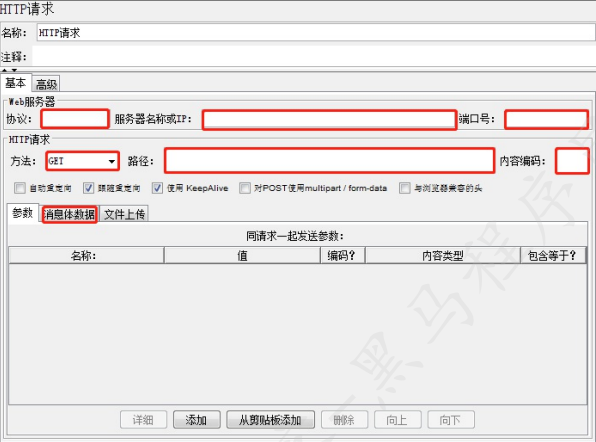 HTTP请求
名称: HTTP请求
注释:
基本 高级
Web服务器
协议: 服务器名称或IP: 端口号:
HTTP请求
方法: GET 路径: 内容编码:
自动重定向 跟随重定向 使用 KeepAlive 对POST使用multipart / form-data 与浏览器兼容的头
参数 消息体数据 文件上传
同请求一起发送参数:
名称: 值 编码? 内容类型 包含等于?
详细 添加 从剪贴板添加 删除 向上 向下
黑马程序